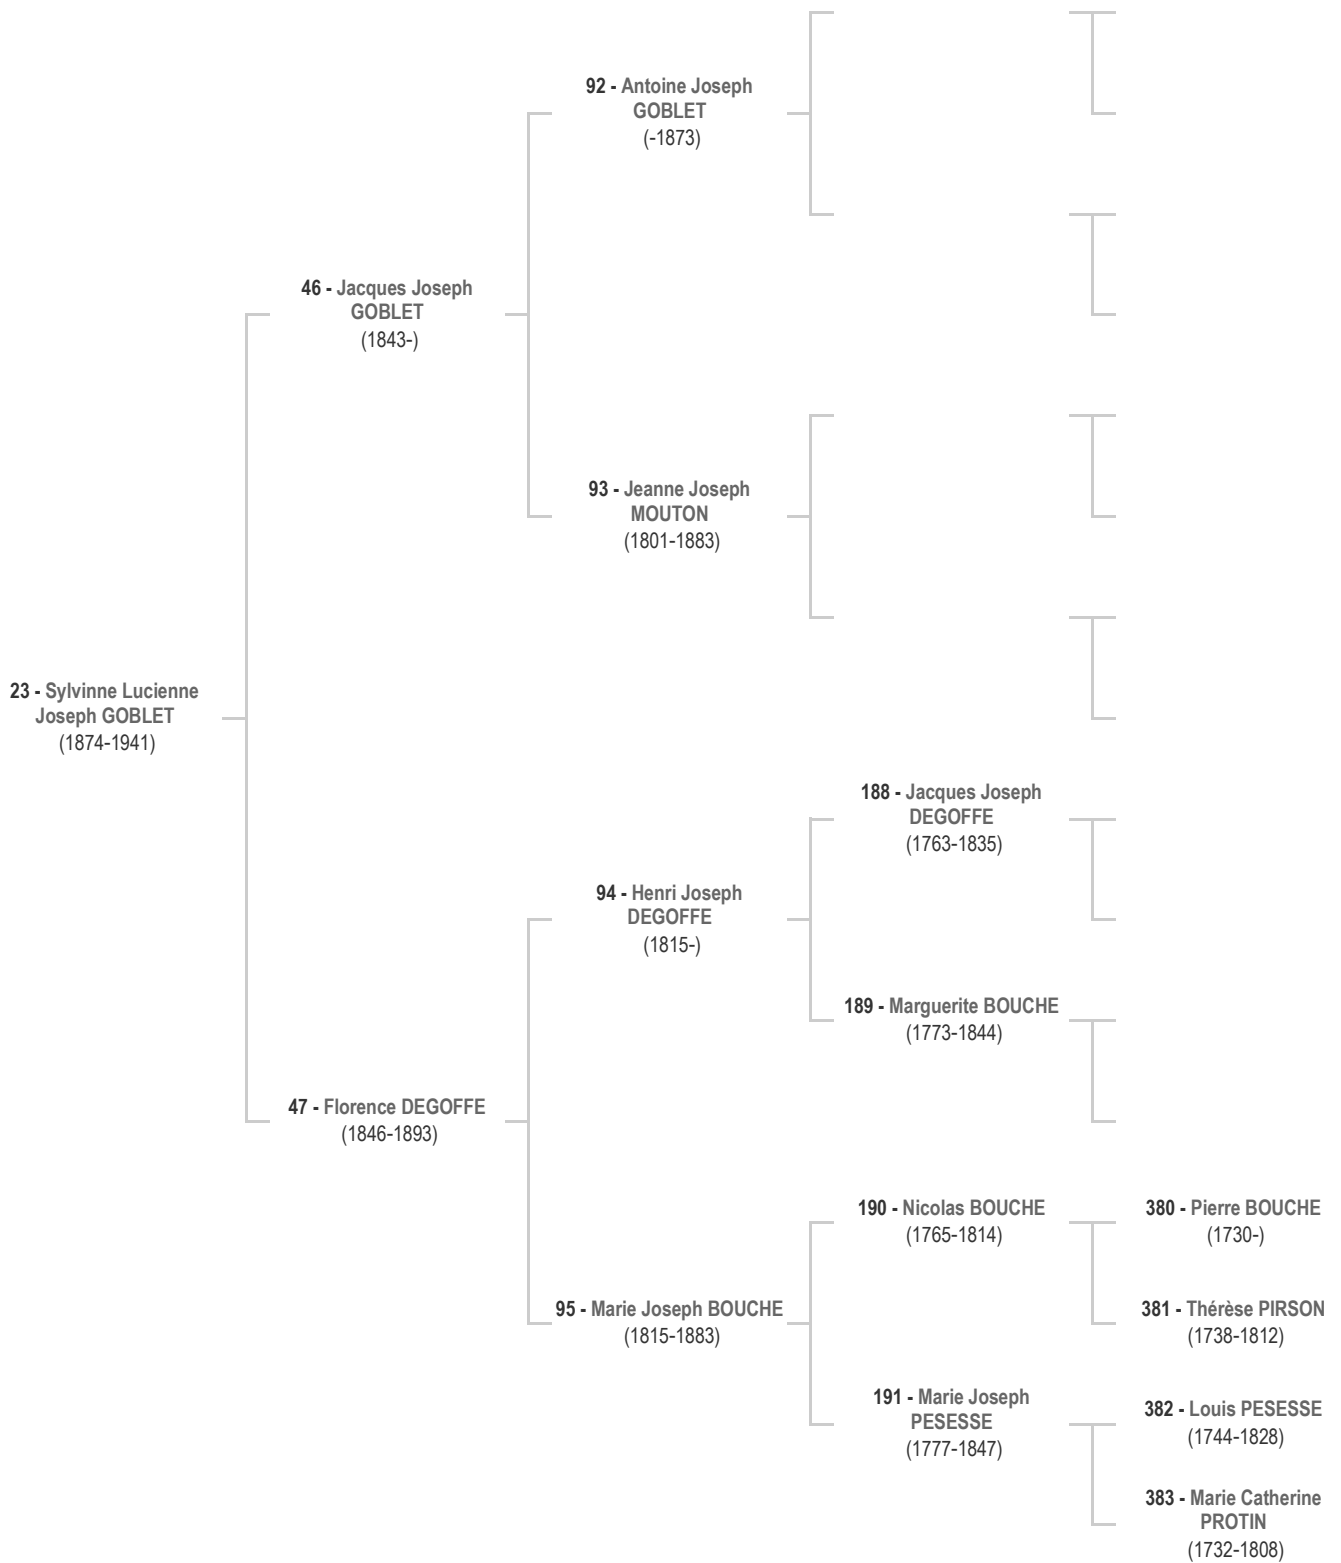 92 - Antoine Joseph
GOBLET
(-1873)
46 - Jacques Joseph
GOBLET
(1843-)
93 - Jeanne Joseph
MOUTON
(1801-1883)
23 - Sylvinne Lucienne
Joseph GOBLET
(1874-1941)
188 - Jacques Joseph
DEGOFFE
(1763-1835)
94 - Henri Joseph
DEGOFFE
(1815-)
189 - Marguerite BOUCHE
(1773-1844)
47 - Florence DEGOFFE
(1846-1893)
190 - Nicolas BOUCHE
(1765-1814)
380 - Pierre BOUCHE
(1730-)
95 - Marie Joseph BOUCHE
(1815-1883)
381 - Thérèse PIRSON
(1738-1812)
191 - Marie Joseph
PESESSE
(1777-1847)
382 - Louis PESESSE
(1744-1828)
383 - Marie Catherine
PROTIN
(1732-1808)